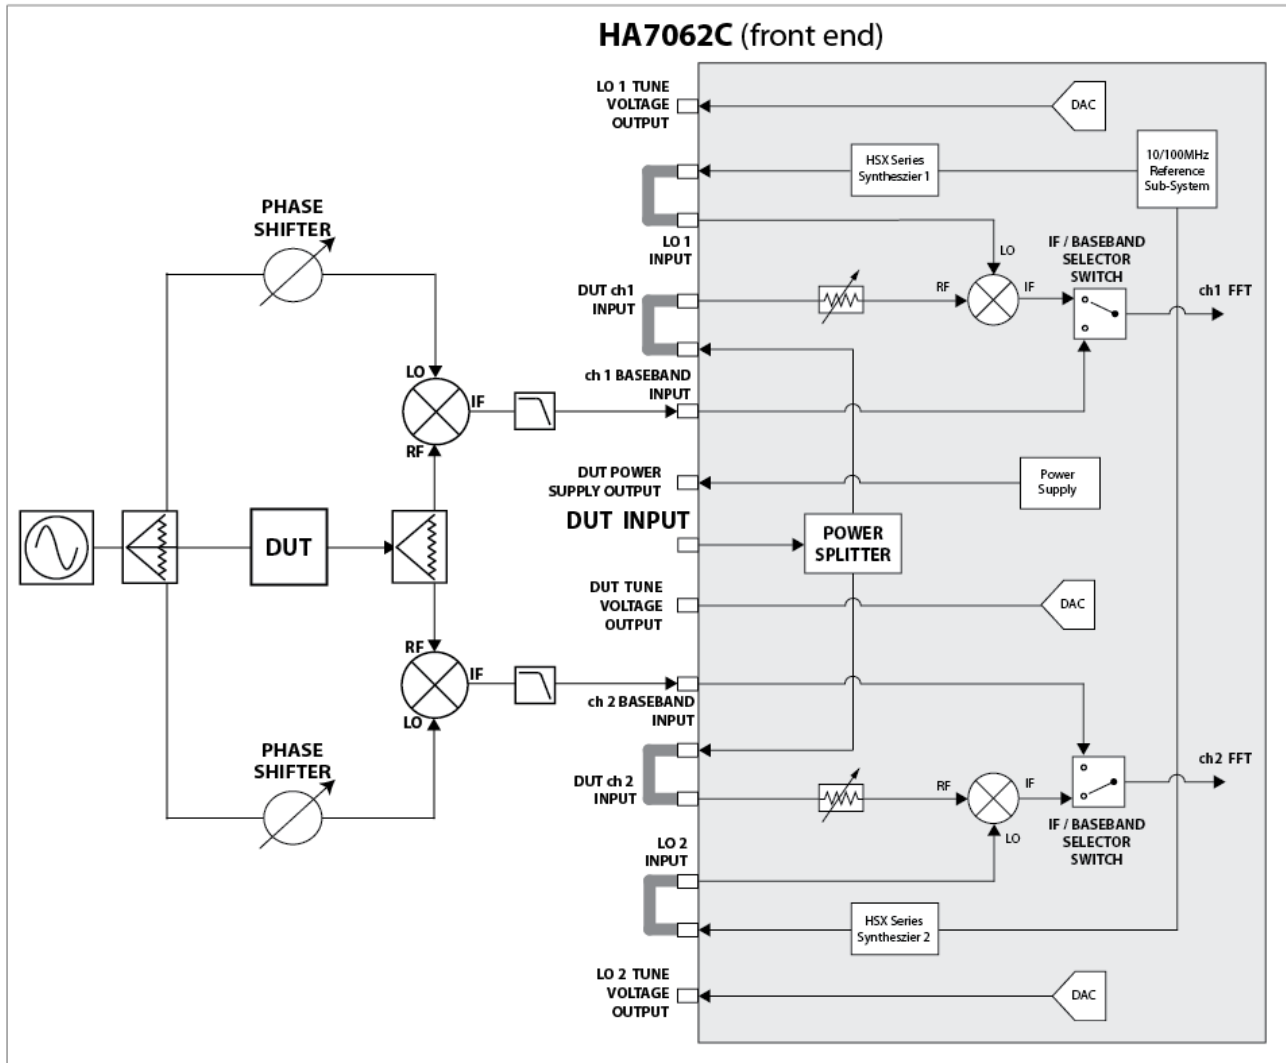 HA7062C (front end)
LO 1 TUNE
VOLTAGE
OUTPUT
DAC
HSX Series
Syntheszier 1
10/100MHz
Reference
Sub-System
PHASE
SHIFTER
LO 1
INPUT
LO
IF / BASEBAND
SELECTOR
SWITCH
DUT ch1
INPUT
RF
IF
ch1 FFT
ch 1 BASEBAND
INPUT
LO
IF
RF
DUT POWER
SUPPLY OUTPUT
Power
Supply
DUT INPUT
POWER
SPLITTER
DUT
DUT TUNE
VOLTAGE
OUTPUT
DAC
RF
IF
LO
ch 2 BASEBAND
INPUT
PHASE
SHIFTER
DUT ch 2
INPUT
RF
IF
LO
ch2 FFT
IF / BASEBAND
SELECTOR
SWITCH
LO 2
INPUT
HSX Series
Syntheszier 2
LO 2 TUNE
VOLTAGE
OUTPUT
DAC